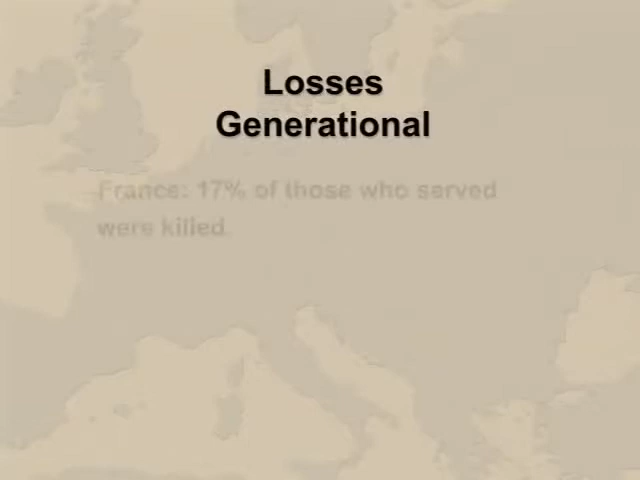 Losses
Generational
France: 17% of those who served
were killed.